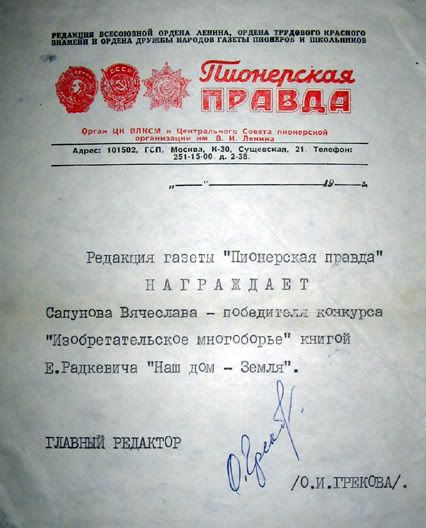 РЕДАКЦИЯ ВСЕСОЮЗНОЙ ОРДЕНА ЛЕНИНА, ОРДЕНА ТРУДОВОГО КРАСНОГО
ЗНАМЕНИ И ОРДЕНА ДРУЖБЫ НАРОДОВ ГАЗЕТЫ ПИОНЕРОВ И ШКОЛЬНИКОВ
Пионерская
ПРАВДА
Орган ЦК ВЛКСМ и Центрального Совета пионерской
организации им. В. И. Ленина
Адрес: 101502, ГСП, Москва, К-30, Сущевская, 21. Телефон:
251-15-00 д. 2-38.
„ — “ 19 — г.
Редакция газеты "Пионерская правда"
НАГРАЖДАЕТ
Сапунова Вячеслава – победителя конкурса
"Изобретательское многоборье" книгой
Е.Радкевича "Наш дом – Земля".
ГЛАВНЫЙ РЕДАКТОР
/О.И.ГРЕКОВА/.